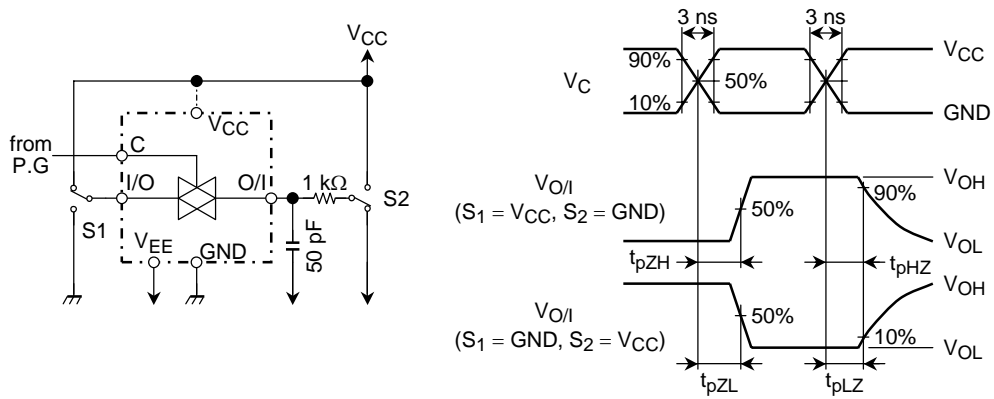 VCC
VCC
from
P.G
C
I/O
O/I
1 kΩ
S2
S1
VEE
GND
50 pF
3 ns
3 ns
VC
90%
10%
50%
VCC
GND
VO/I
(S1 = VCC, S2 = GND)
50%
90%
VOH
VOL
tpZH
tpHZ
VO/I
(S1 = GND, S2 = VCC)
50%
10%
VOH
VOL
tpZL
tpLZ